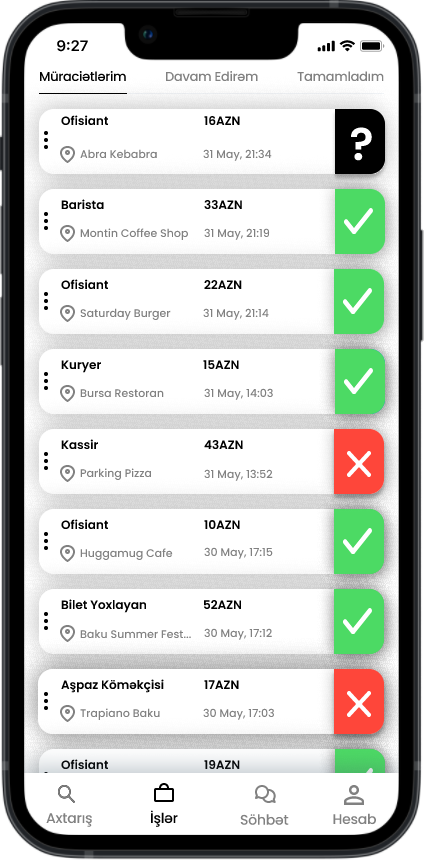 9:27
Müraciətlərim Davam Edirəm Tamamladım
Ofisiant 16AZN
Abra Kebabra 31 May, 21:34
?
Barista 33AZN
Montin Coffee Shop 31 May, 21:19
Ofisiant 22AZN
Saturday Burger 31 May, 21:14
Kuryer 15AZN
Bursa Restoran 31 May, 14:03
Kassir 43AZN
Parking Pizza 31 May, 13:52
Ofisiant 10AZN
Huggamug Cafe 30 May, 17:15
Bilet Yoxlayan 52AZN
Baku Summer Fest... 30 May, 17:12
Aşpaz Köməkçisi 17AZN
Trapiano Baku 30 May, 17:03
Ofisiant 19AZN
Axtarış İşlər Söhbət Hesab